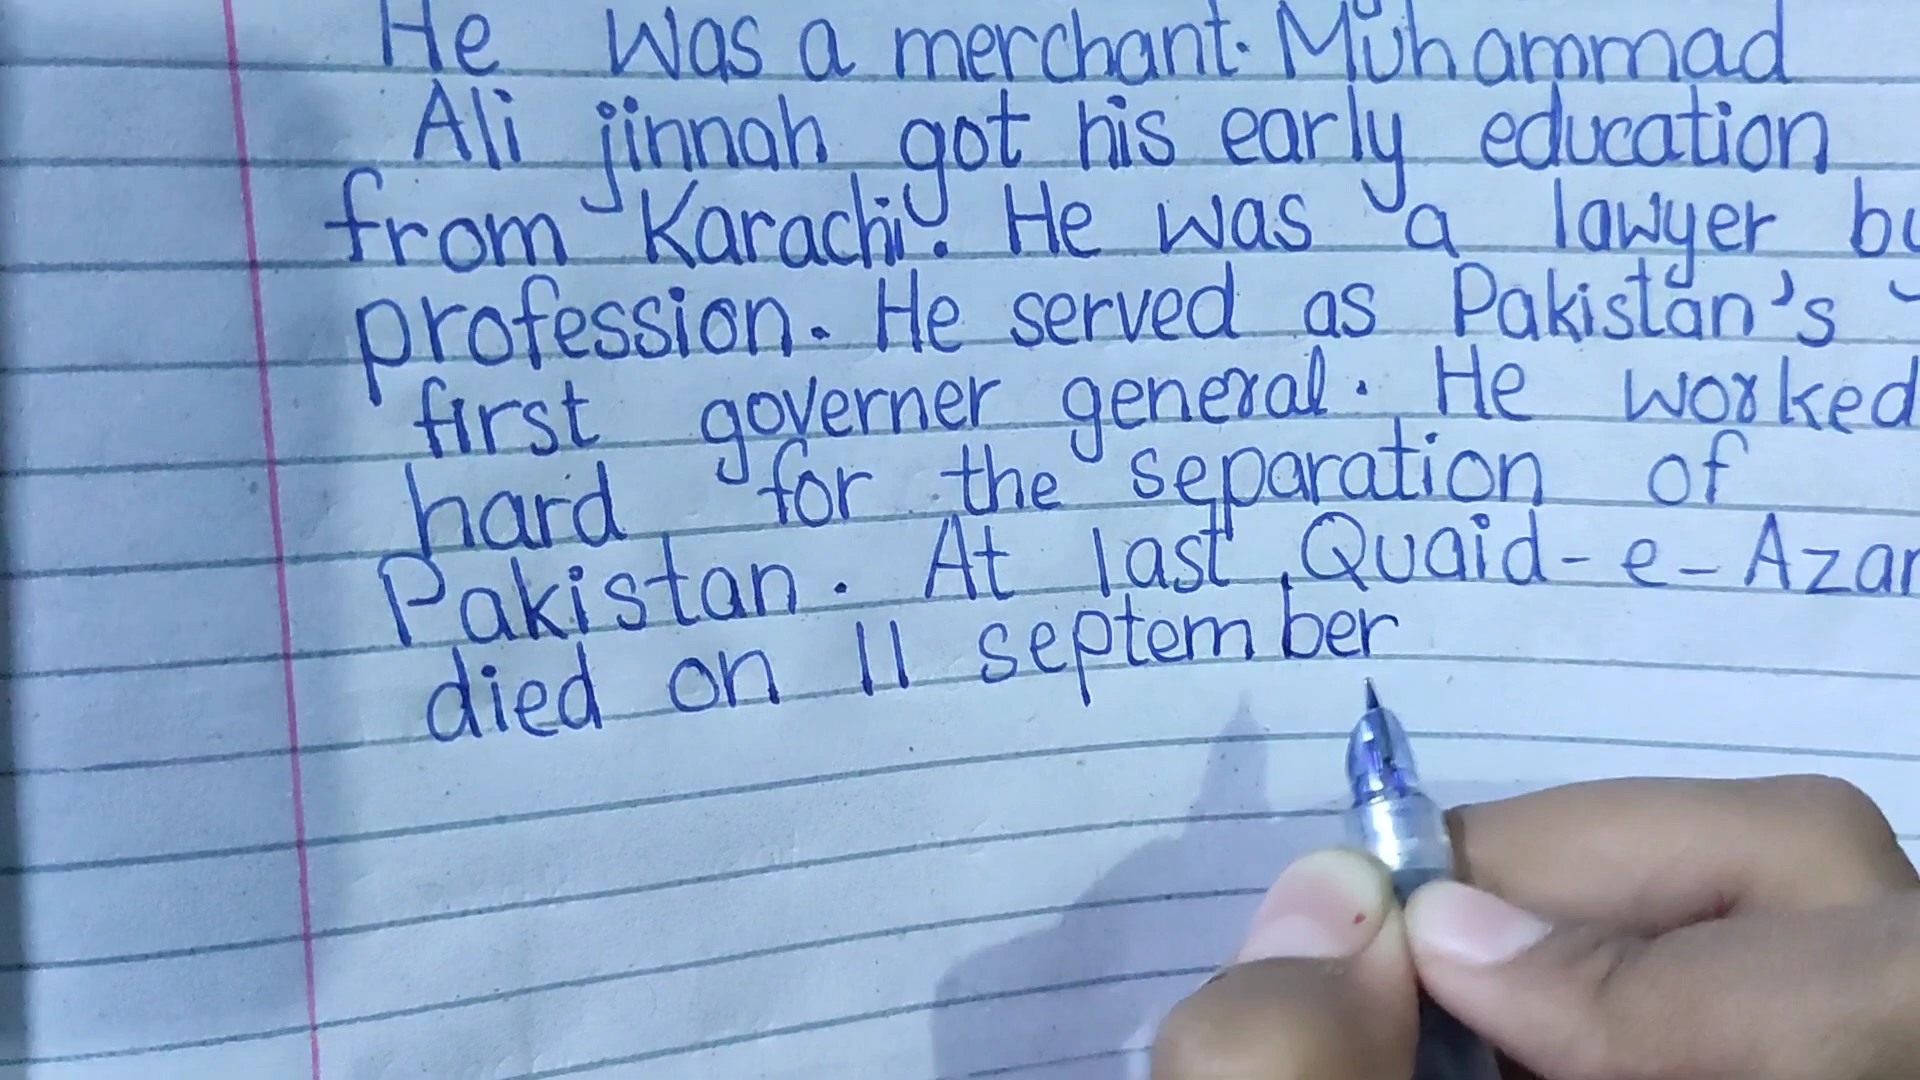 He was a merchant. Muhammad
Ali jinnah got his early education
from Karachi. He was a lawyer by
profession. He served as Pakistan's
first governer general. He worked
hard for the separation of
Pakistan. At last, Quaid-e-Azam
died on 11 september